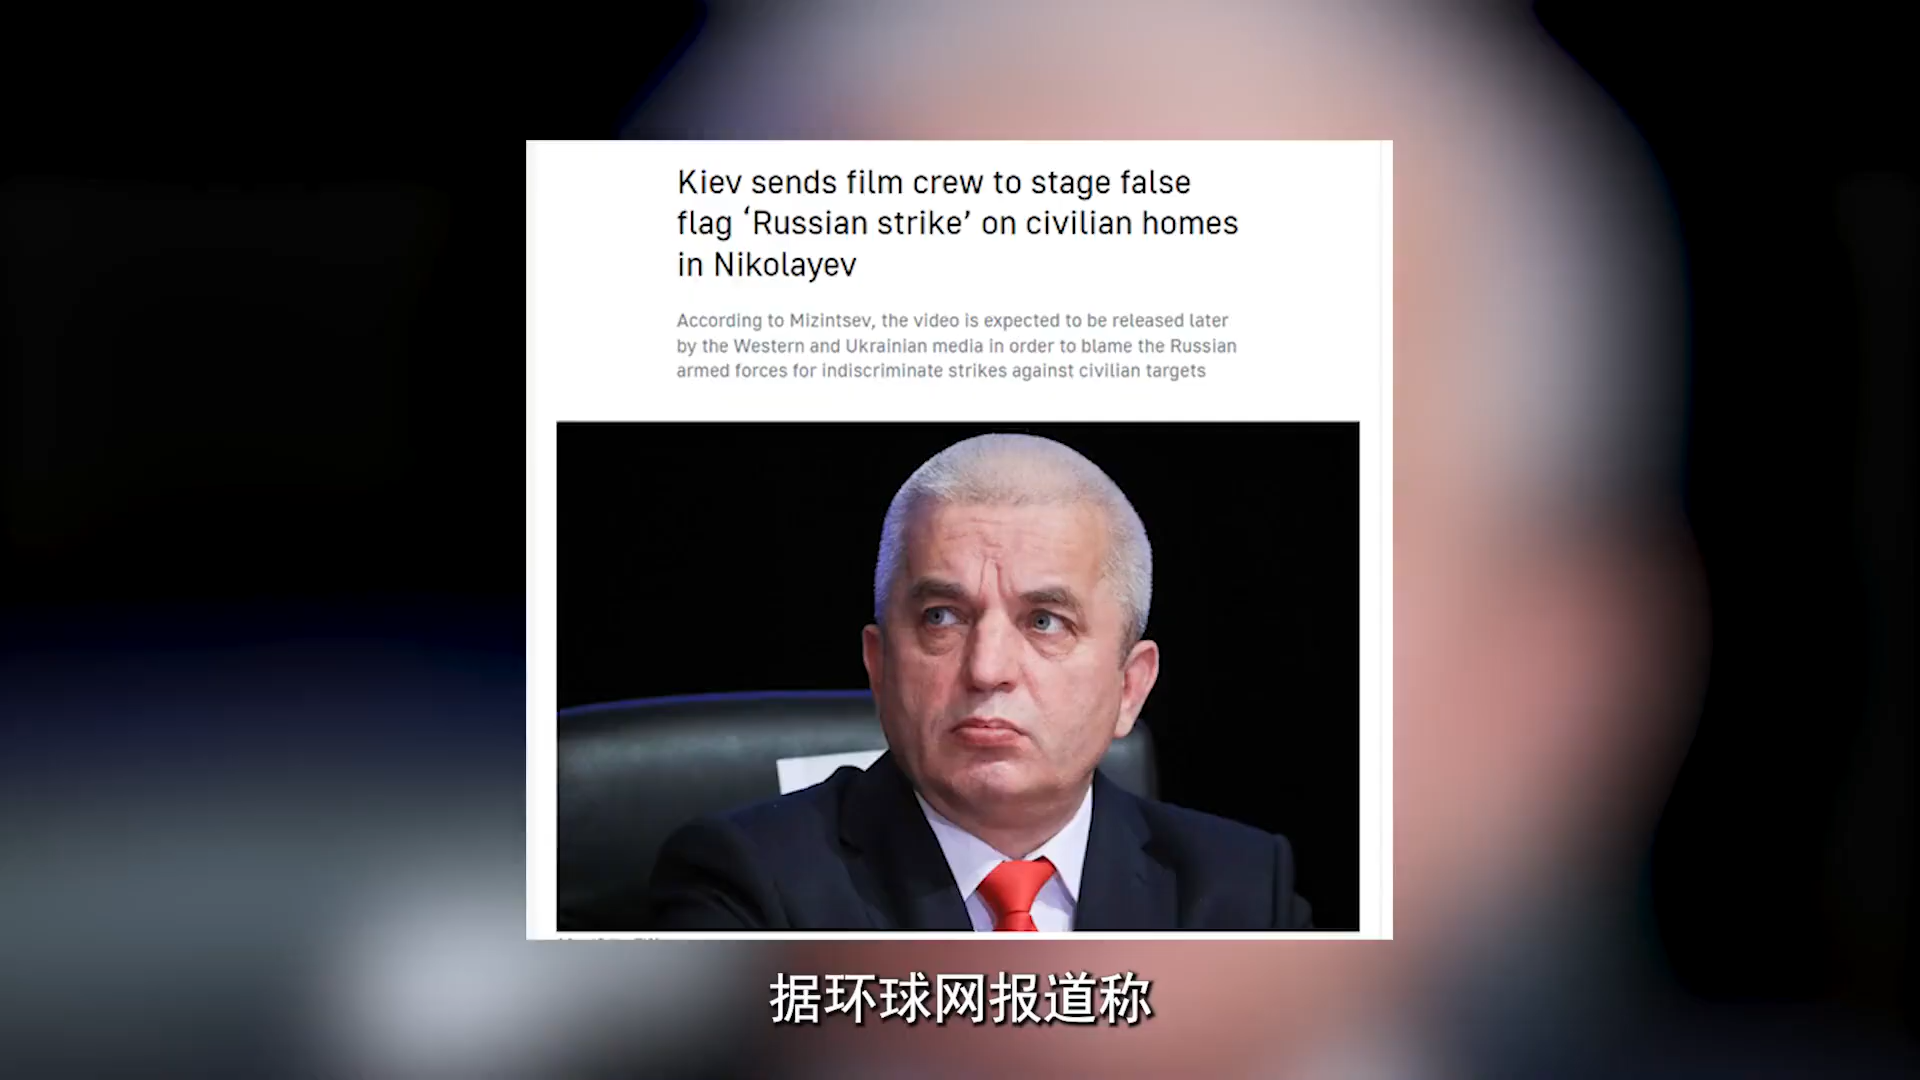 Kiev sends film crew to stage false
flag ‘Russian strike’ on civilian homes
in Nikolayev
According to Mizintsev, the video is expected to be released later
by the Western and Ukrainian media in order to blame the Russian
armed forces for indiscriminate strikes against civilian targets
据环球网报道称